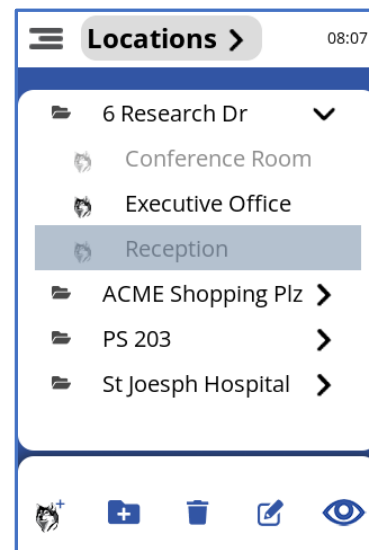 Locations
08:07
6 Research Dr
Conference Room
Executive Office
Reception
ACME Shopping Plz
PS 203
St Joesph Hospital